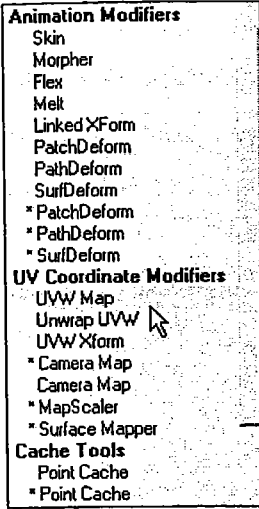 Animation Modifiers
Skin
Morpher
Flex
Melt
Linked XForm
PatchDeform
PathDeform
SurfDeform
* PatchDeform
* PathDeform
* SurfDeform
UV Coordinate Modifiers
UVW Map
Unwrap UVW
UVW Xform
* Camera Map
Camera Map
* MapScaler
* Surface Mapper
Cache Tools
Point Cache
* Point Cache